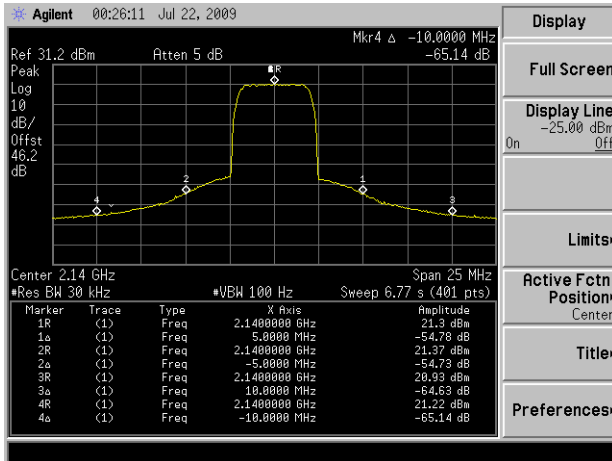 Agilent 00:26:11 Jul 22, 2009
Display
Mkr4 Δ -10.0000 MHz
Ref 31.2 dBm Atten 5 dB -65.14 dB
Peak
Log
10
dB/
Offst
46.2
dB
1R
2
1
4
3
Center 2.14 GHz Span 25 MHz
#Res BW 30 kHz #VBW 100 Hz Sweep 6.77 s (401 pts)
Marker Trace Type X Axis Amplitude
1R (1) Freq 2.1400000 GHz 21.3 dBm
1Δ (1) Freq 5.0000 MHz -54.78 dB
2R (1) Freq 2.1400000 GHz 21.37 dBm
2Δ (1) Freq -5.0000 MHz -54.73 dB
3R (1) Freq 2.1400000 GHz 20.93 dBm
3Δ (1) Freq 10.0000 MHz -64.63 dB
4R (1) Freq 2.1400000 GHz 21.22 dBm
4Δ (1) Freq -10.0000 MHz -65.14 dB
Full Screen
Display Line
-25.00 dBm
On Off
Limits
Active Fctn
Position
Center
Title
Preferences